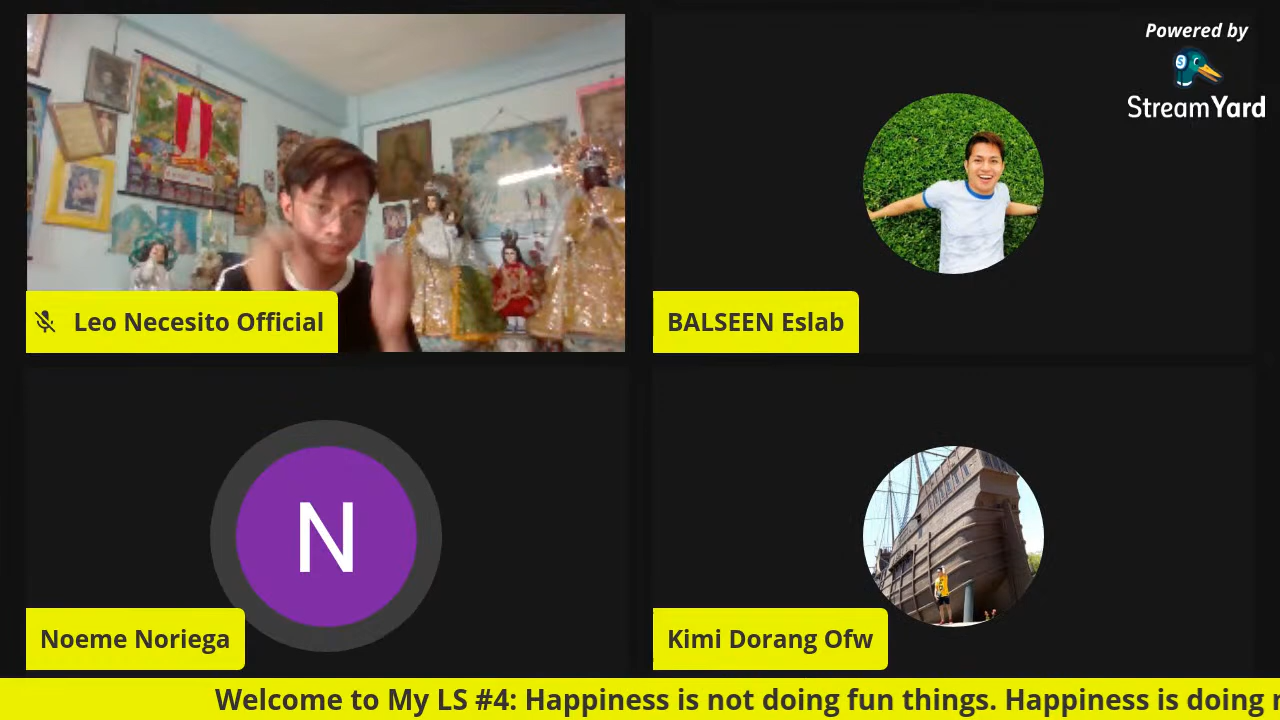 Powered by
StreamYard
Leo Necesito Official
BALSEEN Eslab
N
Noeme Noriega
Kimi Dorang Ofw
Welcome to My LS #4: Happiness is not doing fun things. Happiness is doing